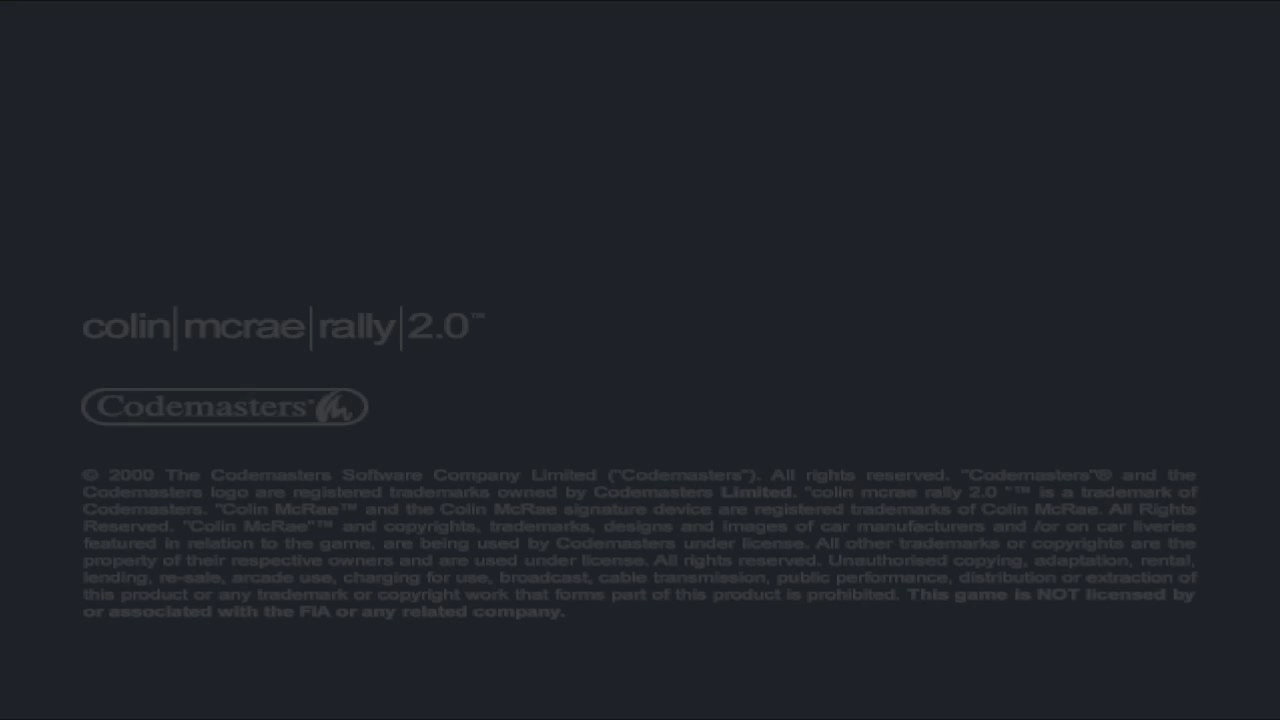 colin|mcrae|rally|2.0™
Codemasters®
© 2000 The Codemasters Software Company Limited ("Codemasters"). All rights reserved. "Codemasters"® and the
Codemasters logo are registered trademarks owned by Codemasters Limited. "colin mcrae rally 2.0 "™ is a trademark of
Codemasters. "Colin McRae™ and the Colin McRae signature device are registered trademarks of Colin McRae. All Rights
Reserved. "Colin McRae"™ and copyrights, trademarks, designs and images of car manufacturers and /or on car liveries
featured in relation to the game, are being used by Codemasters under license. All other trademarks or copyrights are the
property of their respective owners and are used under license. All rights reserved. Unauthorised copying, adaptation, rental,
lending, re-sale, arcade use, charging for use, broadcast, cable transmission, public performance, distribution or extraction of
this product or any trademark or copyright work that forms part of this product is prohibited. This game is NOT licensed by
or associated with the FIA or any related company.